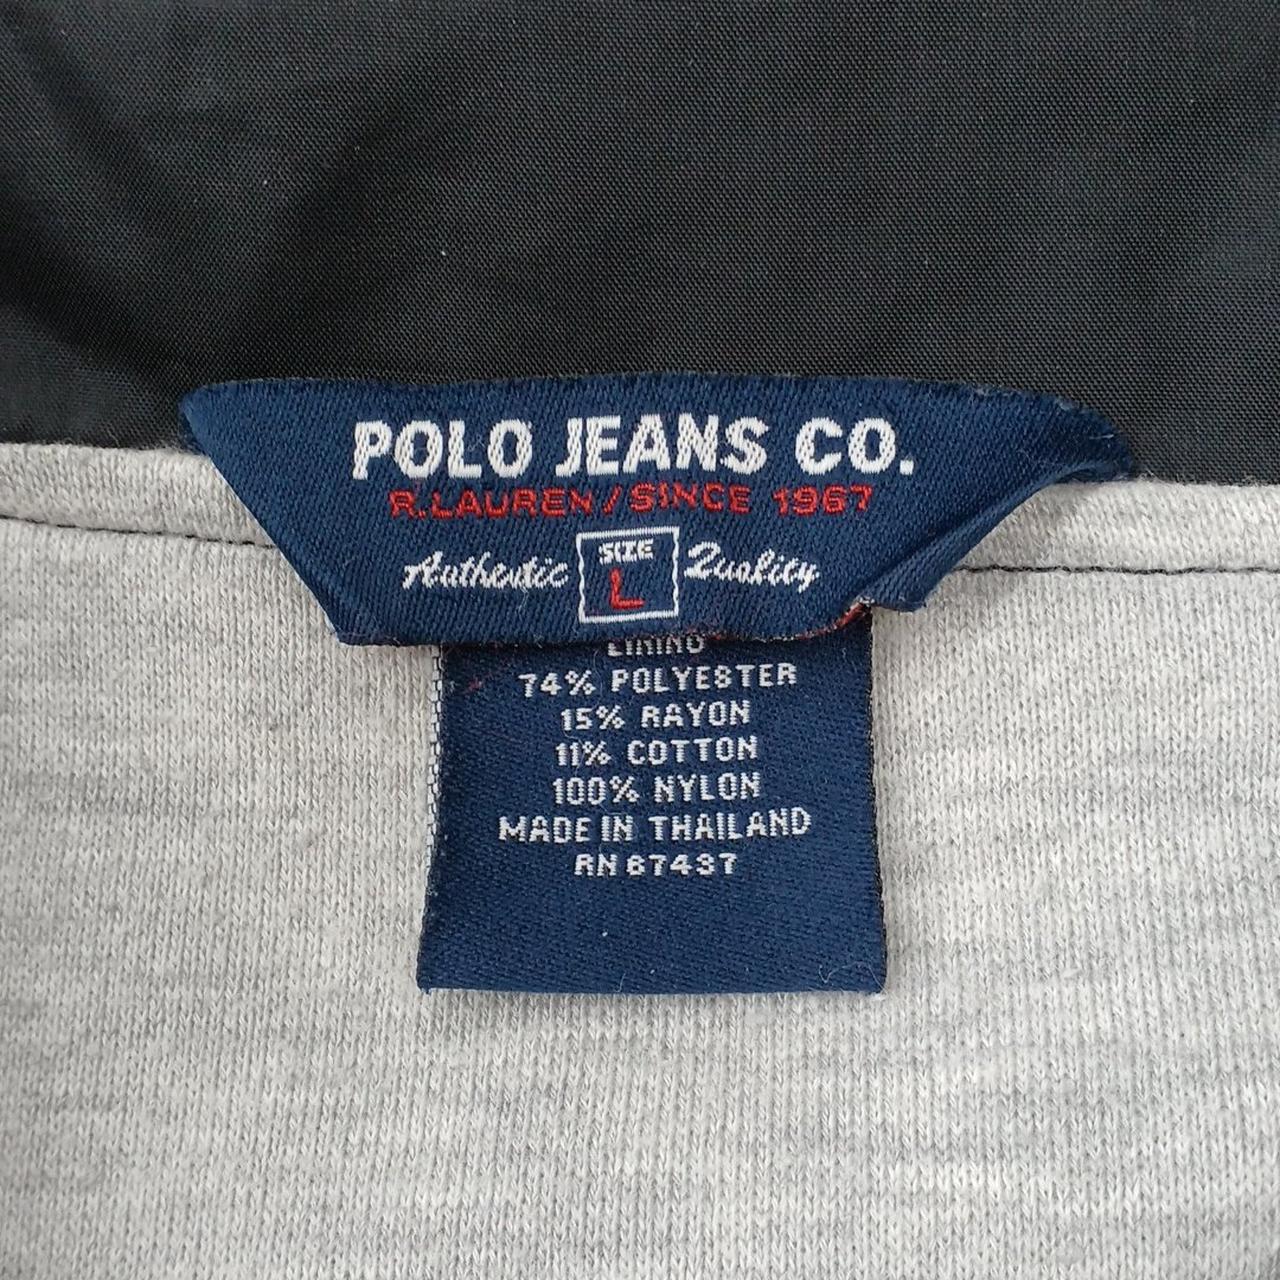 POLO JEANS CO.
R.LAUREN/SINCE 1967
Authentic SIZE L Quality
LINING
74% POLYESTER
15% RAYON
11% COTTON
100% NYLON
MADE IN THAILAND
RN 67437